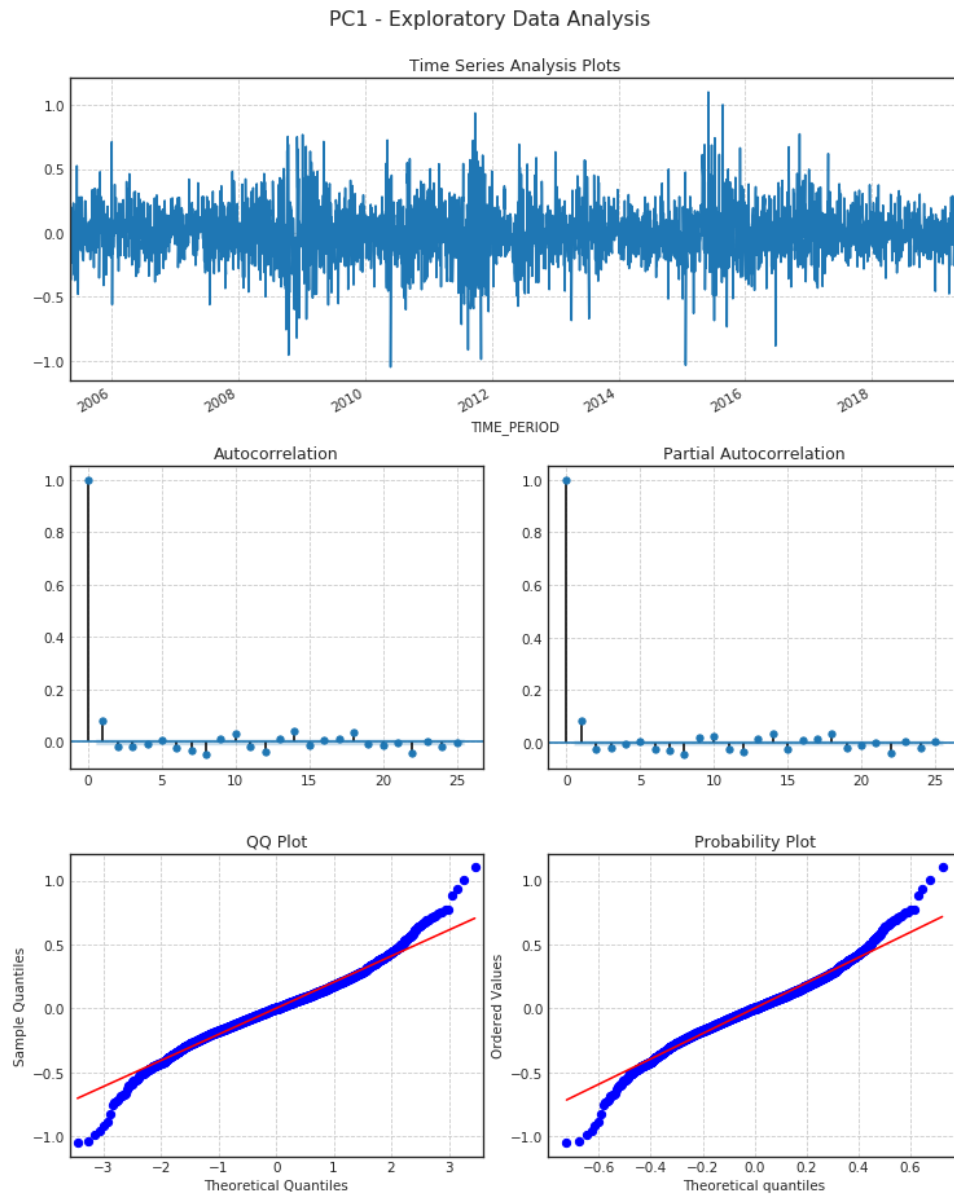 PC1 - Exploratory Data Analysis
Time Series Analysis Plots
1.0
0.5
0.0
−0.5
−1.0
2006 2008 2010 2012 2014 2016 2018
TIME_PERIOD
Autocorrelation
1.0
0.8
0.6
0.4
0.2
0.0
0 5 10 15 20 25
Partial Autocorrelation
1.0
0.8
0.6
0.4
0.2
0.0
0 5 10 15 20 25
QQ Plot
Sample Quantiles
1.0
0.5
0.0
−0.5
−1.0
−3 −2 −1 0 1 2 3
Theoretical Quantiles
Probability Plot
Ordered Values
1.0
0.5
0.0
−0.5
−1.0
−0.6 −0.4 −0.2 0.0 0.2 0.4 0.6
Theoretical quantiles